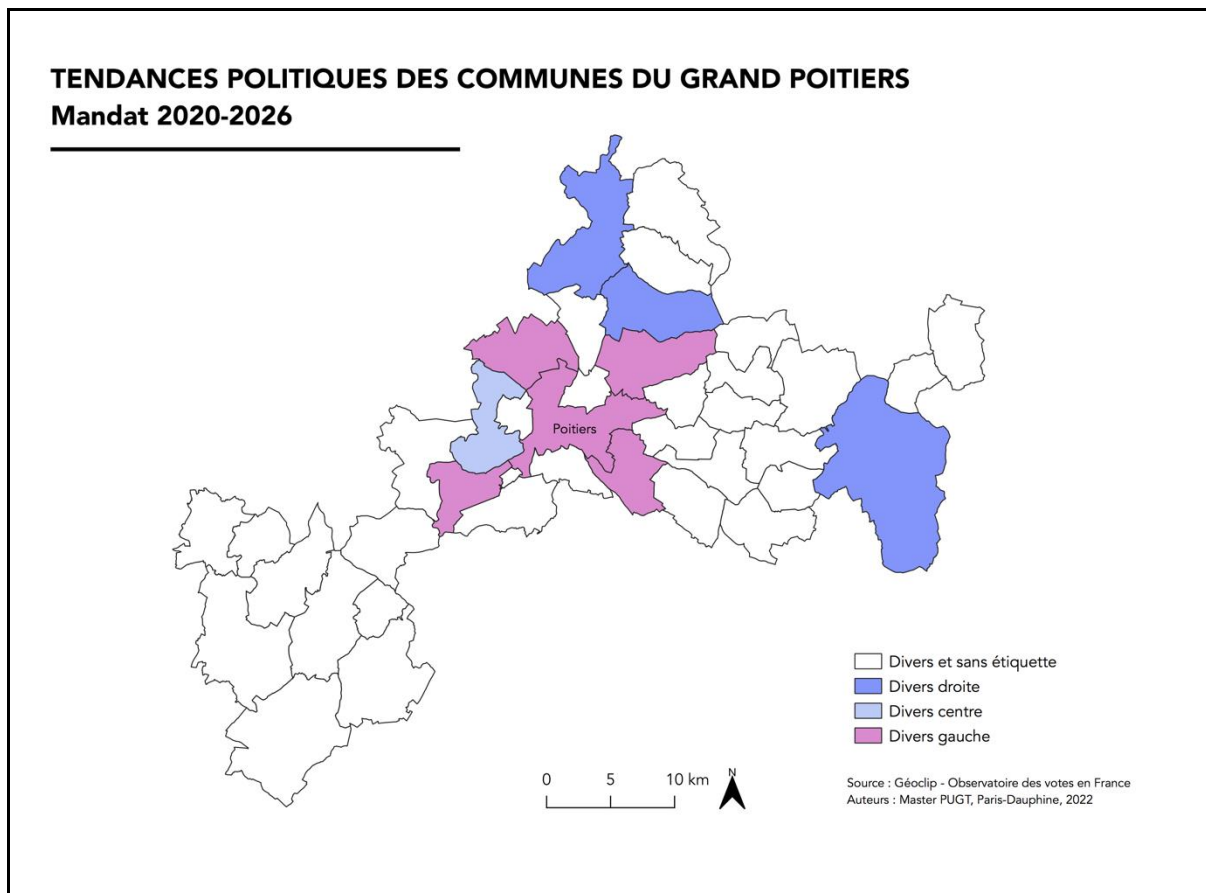 TENDANCES POLITIQUES DES COMMUNES DU GRAND POITIERS
Mandat 2020-2026
Poitiers
Divers et sans étiquette
Divers droite
Divers centre
Divers gauche
0 5 10 km
N
Source : Géoclip - Observatoire des votes en France
Auteurs : Master PUGT, Paris-Dauphine, 2022